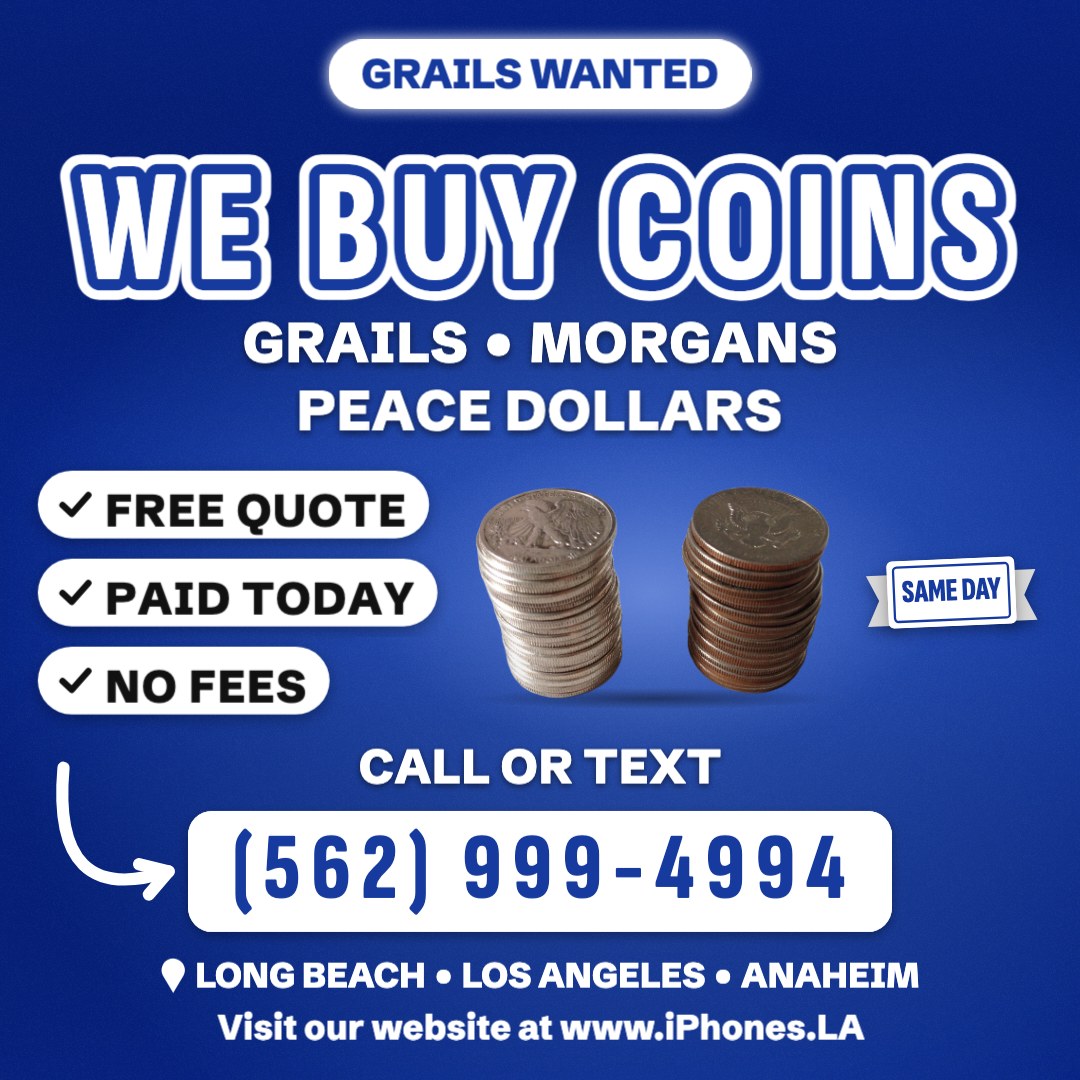 GRAILS WANTED
WE BUY COINS
GRAILS • MORGANS
PEACE DOLLARS
✓ FREE QUOTE
✓ PAID TODAY
✓ NO FEES
SAME DAY
CALL OR TEXT
(562) 999-4994
LONG BEACH • LOS ANGELES • ANAHEIM
Visit our website at www.iPhones.LA